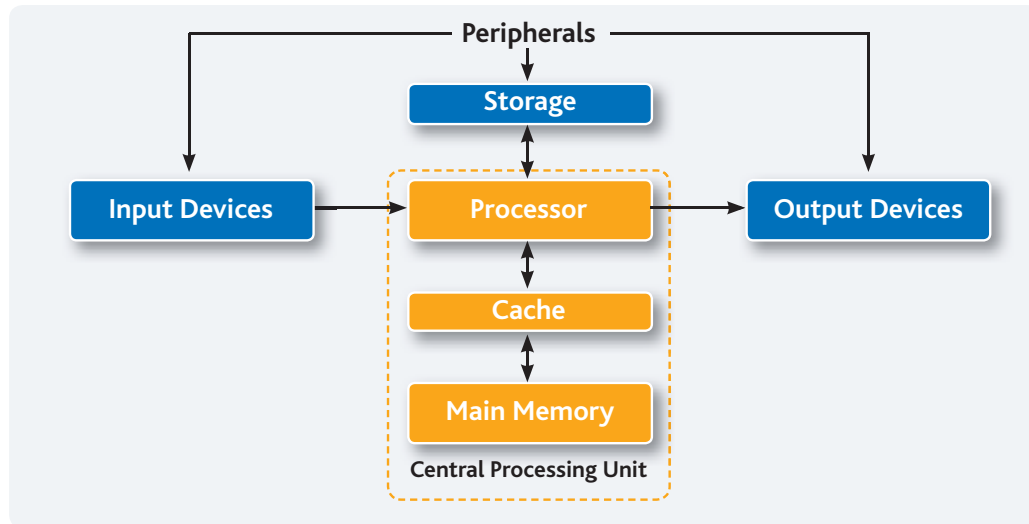 Peripherals
Storage
Input Devices
Processor
Output Devices
Cache
Main Memory
Central Processing Unit